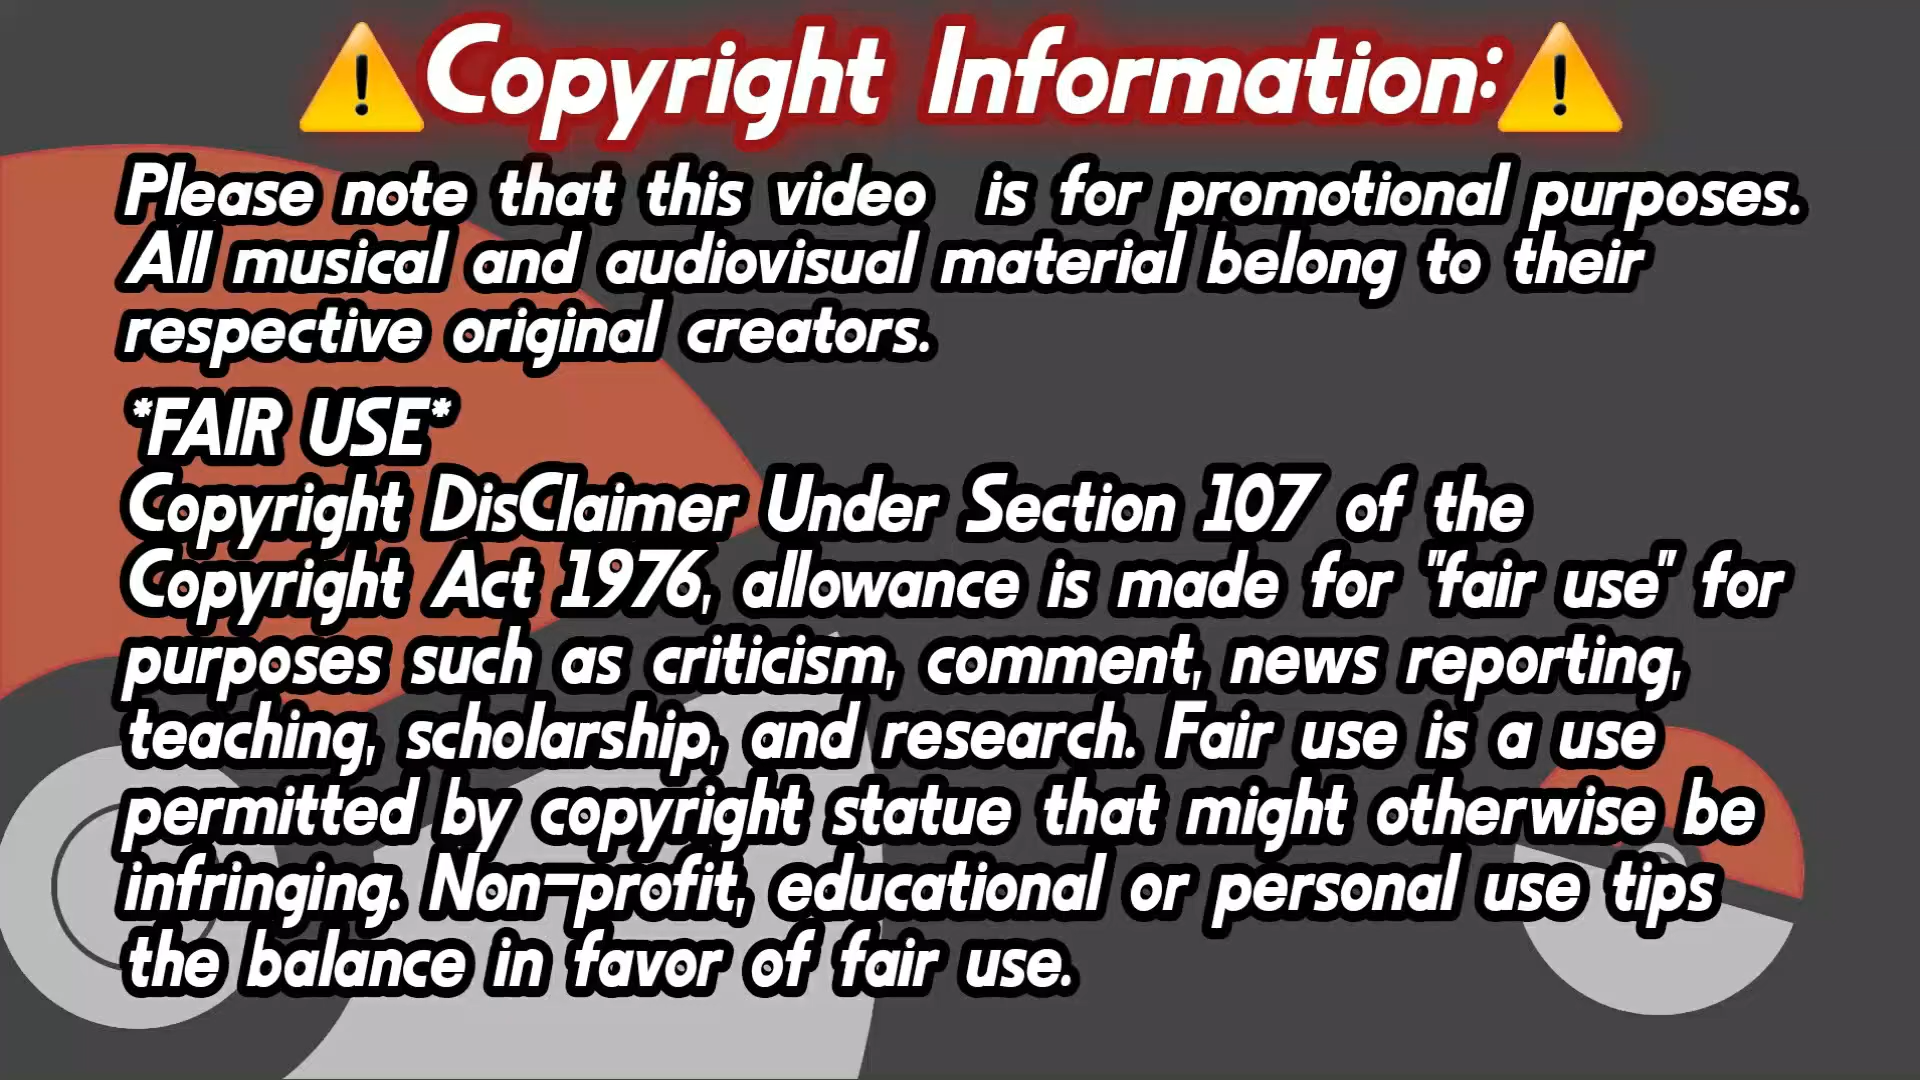 ⚠️Copyright Information:⚠️
Please note that this video is for promotional purposes.
All musical and audiovisual material belong to their
respective original creators.
*FAIR USE*
Copyright DisClaimer Under Section 107 of the
Copyright Act 1976, allowance is made for "fair use" for
purposes such as criticism, comment, news reporting,
teaching, scholarship, and research. Fair use is a use
permitted by copyright statue that might otherwise be
infringing. Non-profit, educational or personal use tips
the balance in favor of fair use.